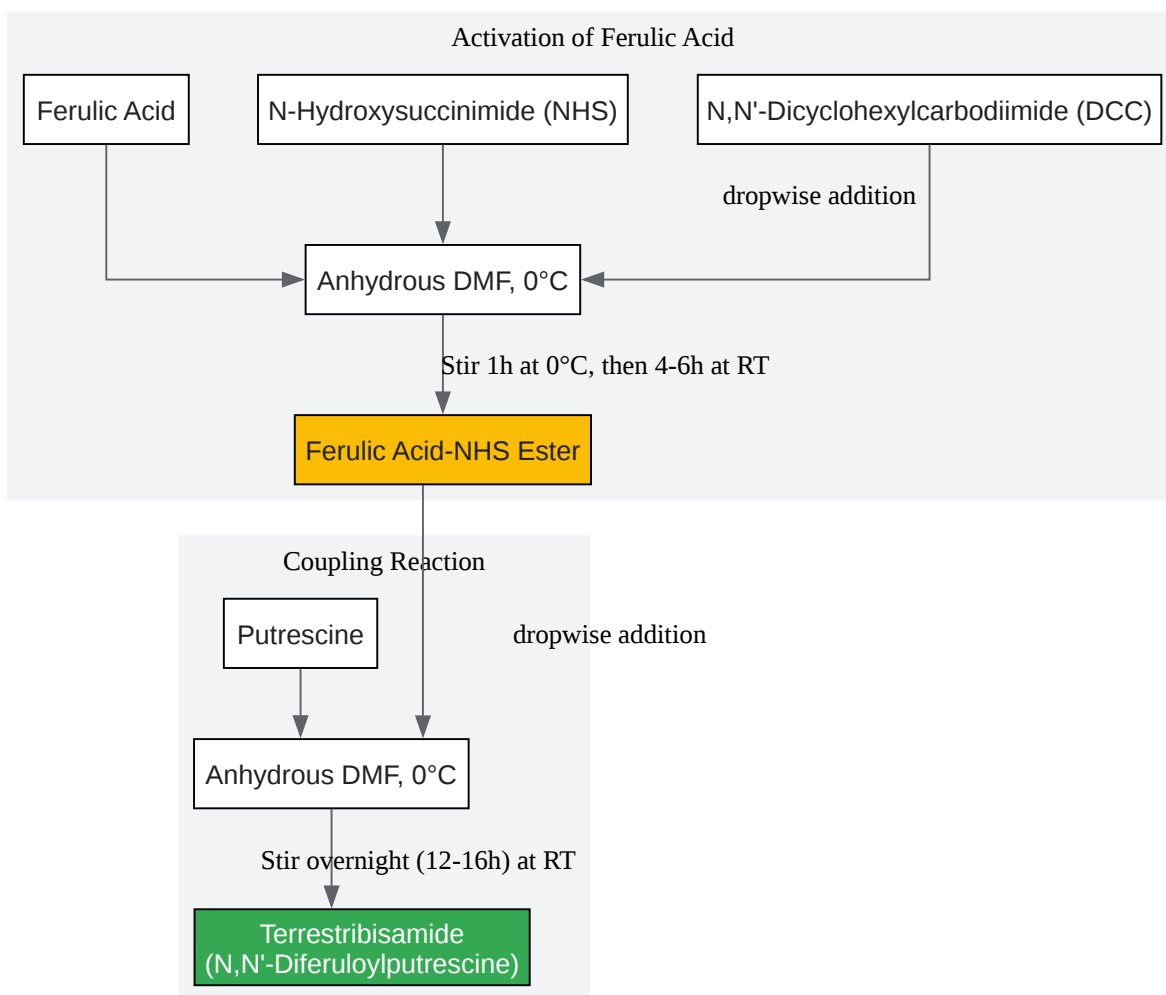 Activation of Ferulic Acid
Ferulic Acid
N-Hydroxysuccinimide (NHS)
N,N'-Dicyclohexylcarbodiimide (DCC)
dropwise addition
Anhydrous DMF, 0°C
Stir 1h at 0°C, then 4-6h at RT
Ferulic Acid-NHS Ester
Coupling Reaction
Putrescine
dropwise addition
Anhydrous DMF, 0°C
Stir overnight (12-16h) at RT
Terrestribisamide
(N,N'-Diferuloylputrescine)